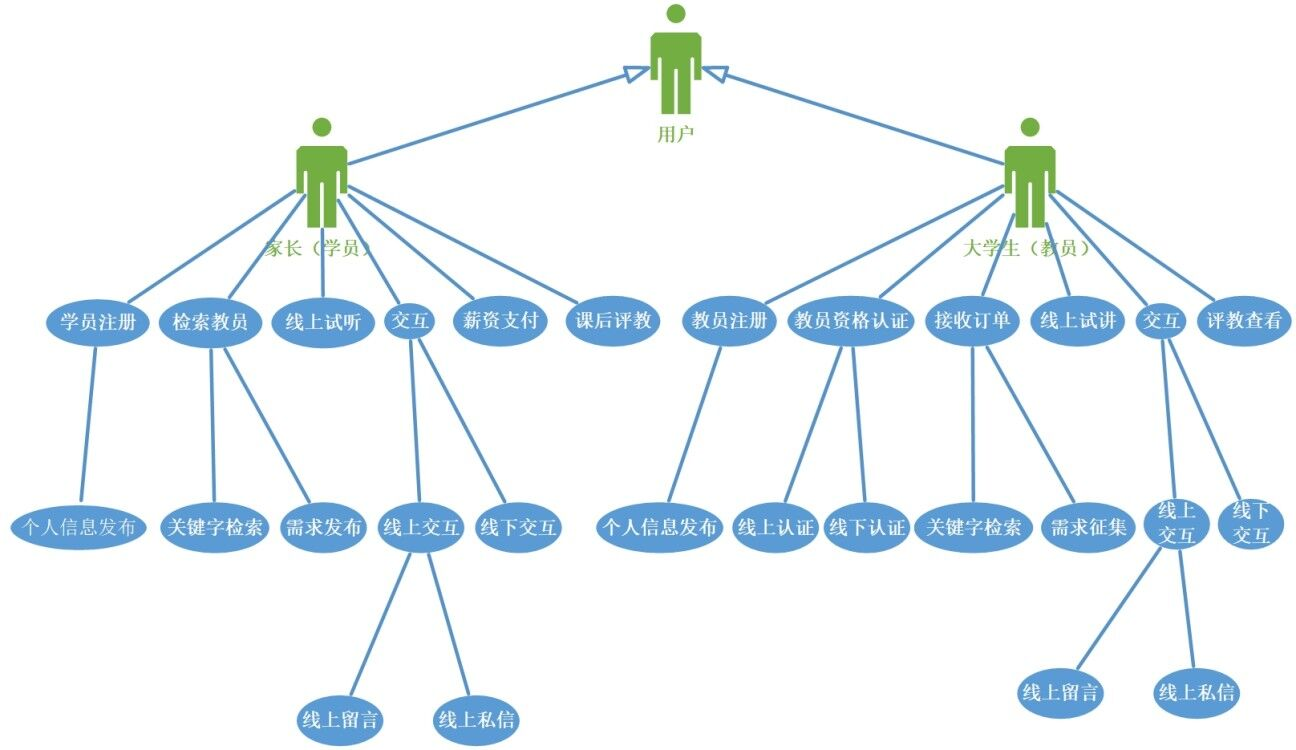 用户
家长（学员）
大学生（教员）
学员注册
检索教员
线上试听
交互
薪资支付
课后评教
教员注册
教员资格认证
接收订单
线上试讲
交互
评教查看
个人信息发布
关键字检索
需求发布
线上交互
线下交互
个人信息发布
线上认证
线下认证
关键字检索
需求征集
线上
交互
线下
交互
线上留言
线上私信
线上留言
线上私信